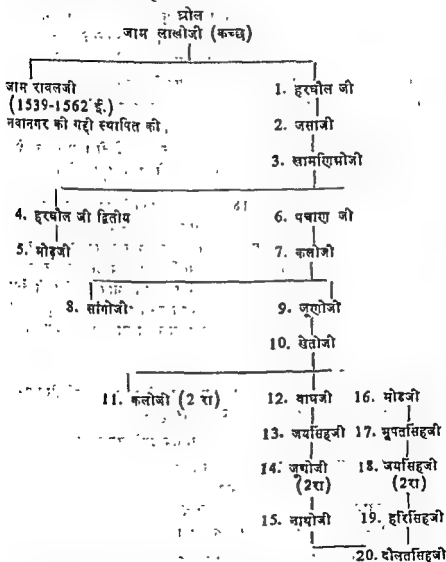 ध्रोल
जाम लाखोजी (कच्छ)
जाम रावलजी
(1539-1562 ई.)
नवानगर की गद्दी स्थापित की
1. हरधोल जी
2. जसाजी
3. खामणिओजी
4. हरधोल जी द्वितीय
5. मोडजी
6. पचाण जी
7. कलोजी
8. सांगोजी
9. जूणोजी
10. खेतोजी
11. कलोजी (2 रा)
12. वाघजी
13. जयसिंहजी
14. जूणोजी
(2रा)
15. नाथोजी
16. मोडजी
17. भूपतसिंहजी
18. जयसिंहजी
(2रा)
19. हरिसिंहजी
20. दौलतसिंहजी